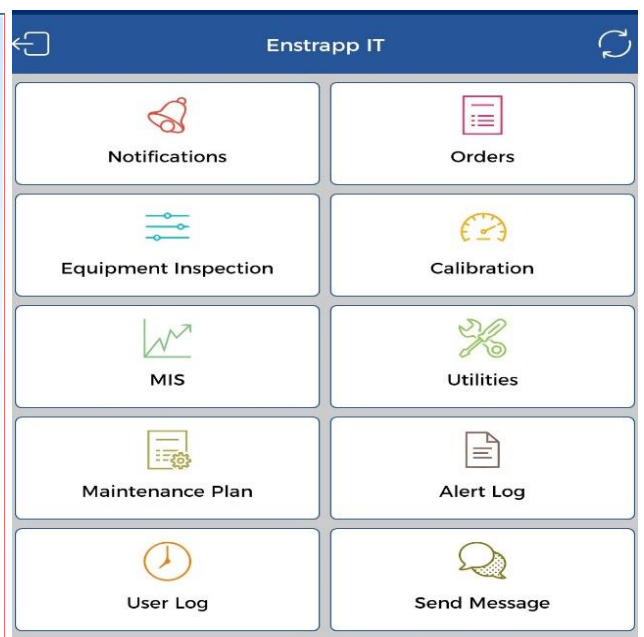 Enstrapp IT
Notifications
Orders
Equipment Inspection
Calibration
MIS
Utilities
Maintenance Plan
Alert Log
User Log
Send Message